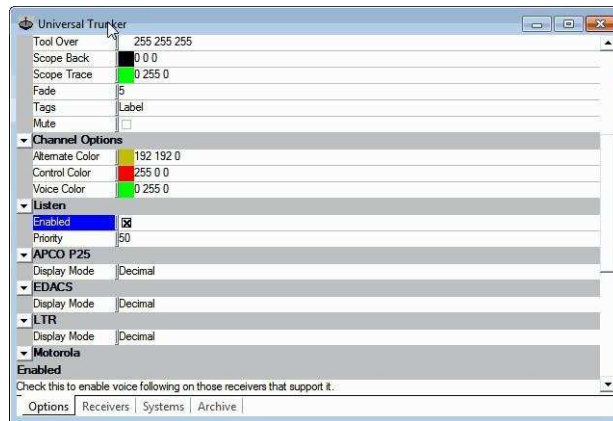 Universal Trunker
Tool Over 255 255 255
Scope Back 0 0 0
Scope Trace 0 255 0
Fade 5
Tags Label
Mute
Channel Options
Alternate Color 192 192 0
Control Color 255 0 0
Voice Color 0 255 0
Listen
Enabled
Priority 50
APCO P25
Display Mode Decimal
EDACS
Display Mode Decimal
LTR
Display Mode Decimal
Motorola
Enabled
Check this to enable voice following on those receivers that support it.
Options Receivers Systems Archive